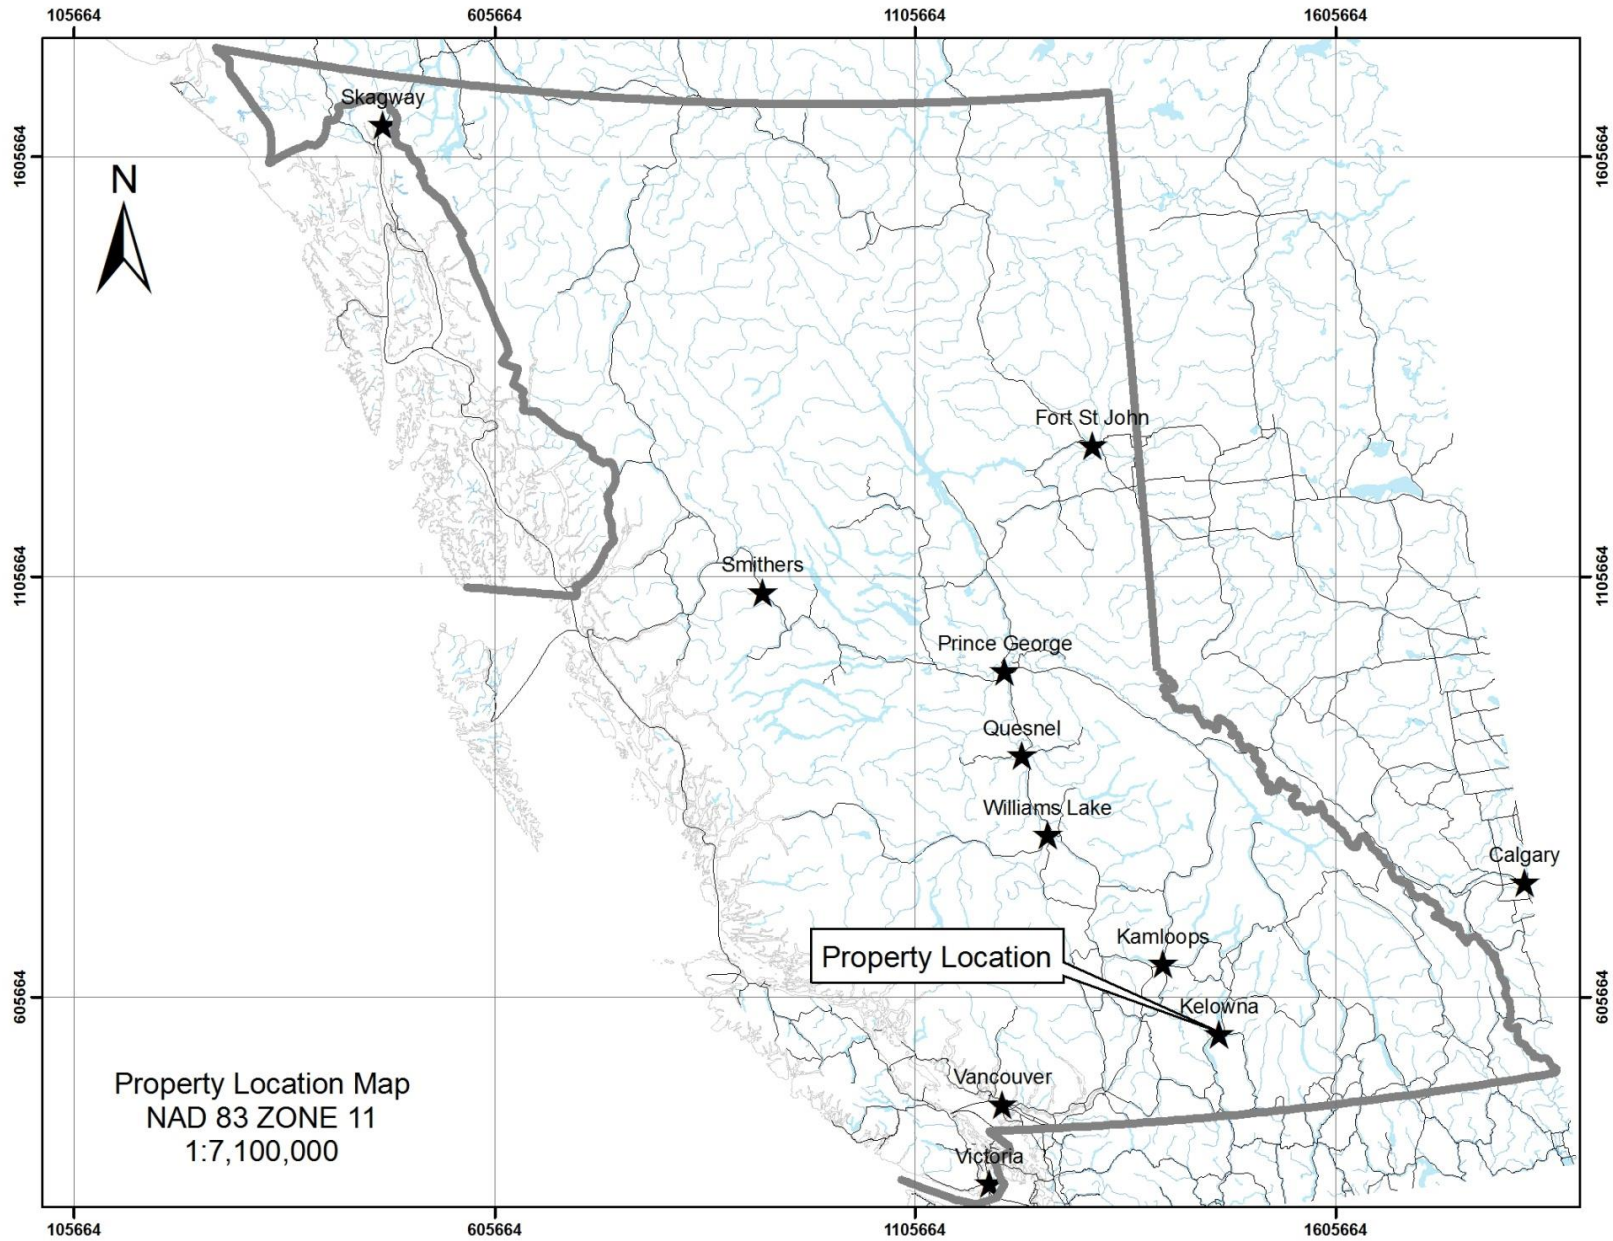 105664
605664
1105664
1605664
Skagway
1605664
1605664
N
Fort St John
1105664
1105664
Smithers
Prince George
Quesnel
Williams Lake
Calgary
Kamloops
Property Location
605664
605664
Kelowna
Vancouver
Property Location Map
NAD 83 ZONE 11
1:7,100,000
Victoria
105664
605664
1105664
1605664